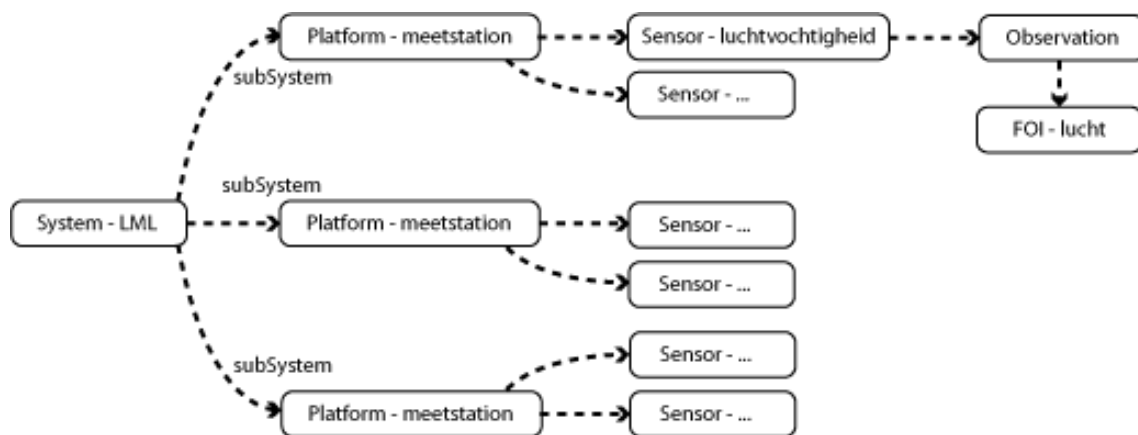 Platform - meetstation
Sensor - luchtvochtigheid
Observation
subSystem
Sensor - ...
FOI - lucht
subSystem
System - LML
Platform - meetstation
Sensor - ...
Sensor - ...
Sensor - ...
subSystem
Platform - meetstation
Sensor - ...